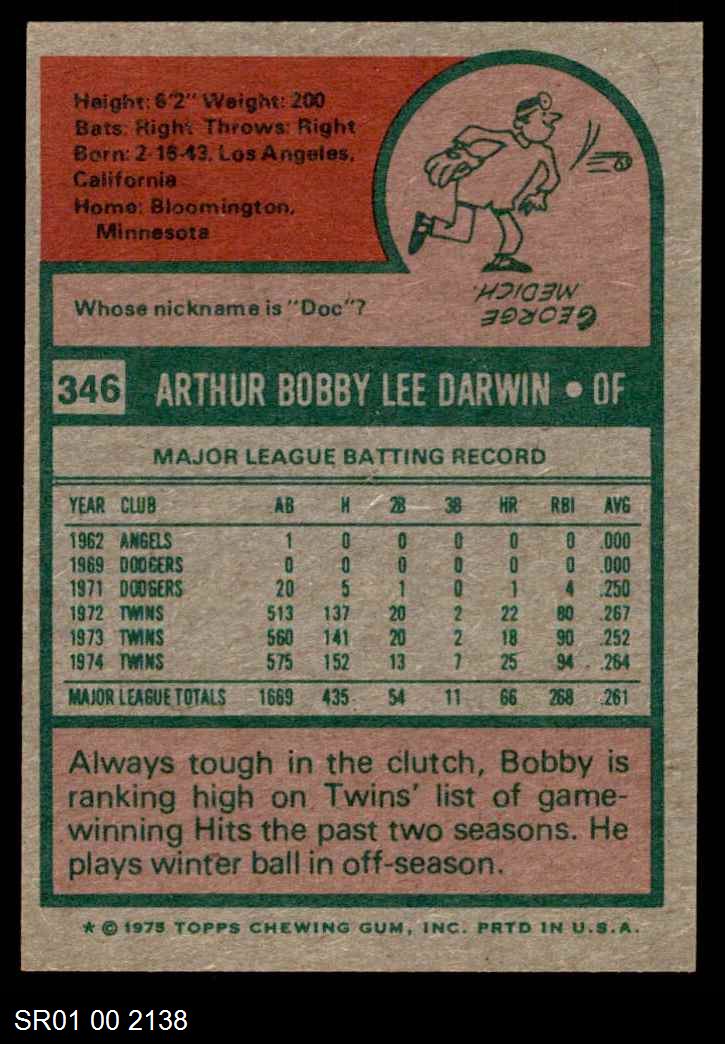 Height: 6'2" Weight: 200
Bats: Right Throws: Right
Born: 2-16-43, Los Angeles,
California
Home: Bloomington,
Minnesota
Whose nickname is "Doc"?
GEORGE
MEDICH.
346 ARTHUR BOBBY LEE DARWIN • OF
MAJOR LEAGUE BATTING RECORD
YEAR CLUB AB H 2B 3B HR RBI AVG
1962 ANGELS 1 0 0 0 0 0 .000
1969 DODGERS 0 0 0 0 0 0 .000
1971 DODGERS 20 5 1 0 1 4 .250
1972 TWINS 513 137 20 2 22 80 .267
1973 TWINS 560 141 20 2 18 90 .252
1974 TWINS 575 152 13 7 25 94 .264
MAJOR LEAGUE TOTALS 1669 435 54 11 66 268 .261
Always tough in the clutch, Bobby is
ranking high on Twins' list of game-
winning Hits the past two seasons. He
plays winter ball in off-season.
★ © 1975 TOPPS CHEWING GUM, INC. PRTD IN U.S.A.
SR01 00 2138